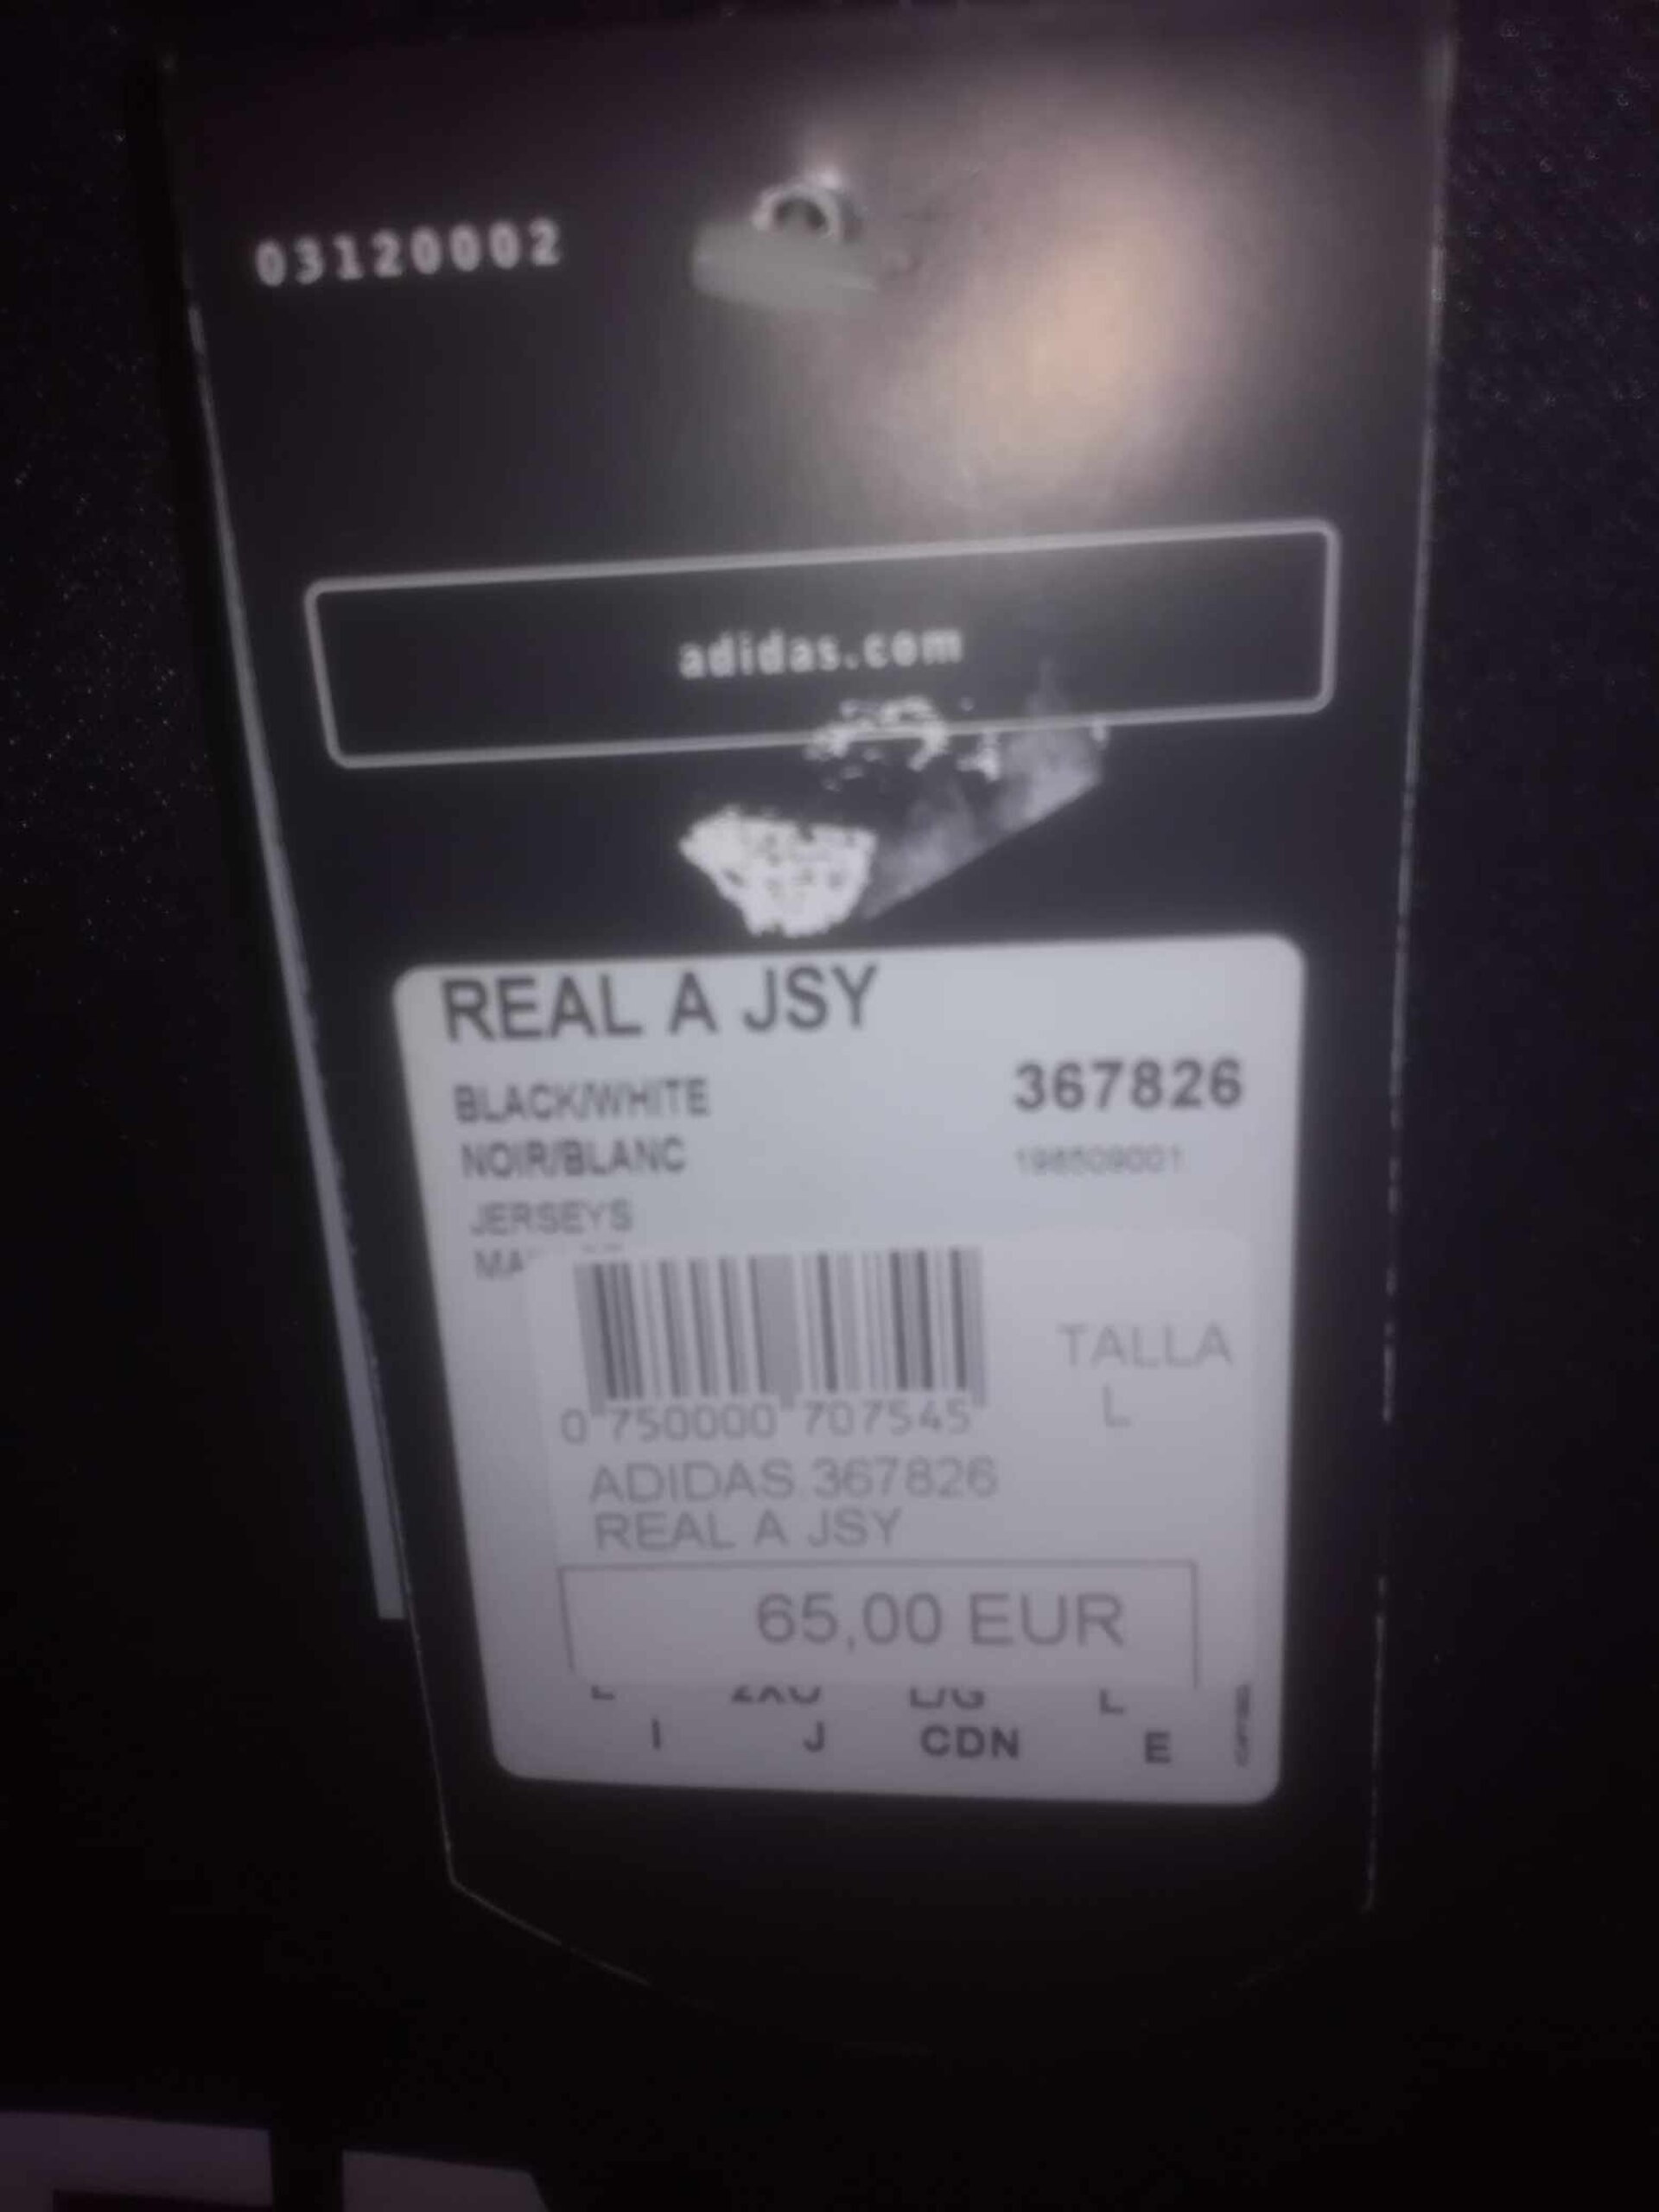 03120002
adidas.com
REAL A JSY
BLACK/WHITE
367826
NOIR/BLANC
198509001
JERSEYS
TALLA
L
0 750000 707545
ADIDAS 367826
REAL A JSY
65,00 EUR
I J CDN E